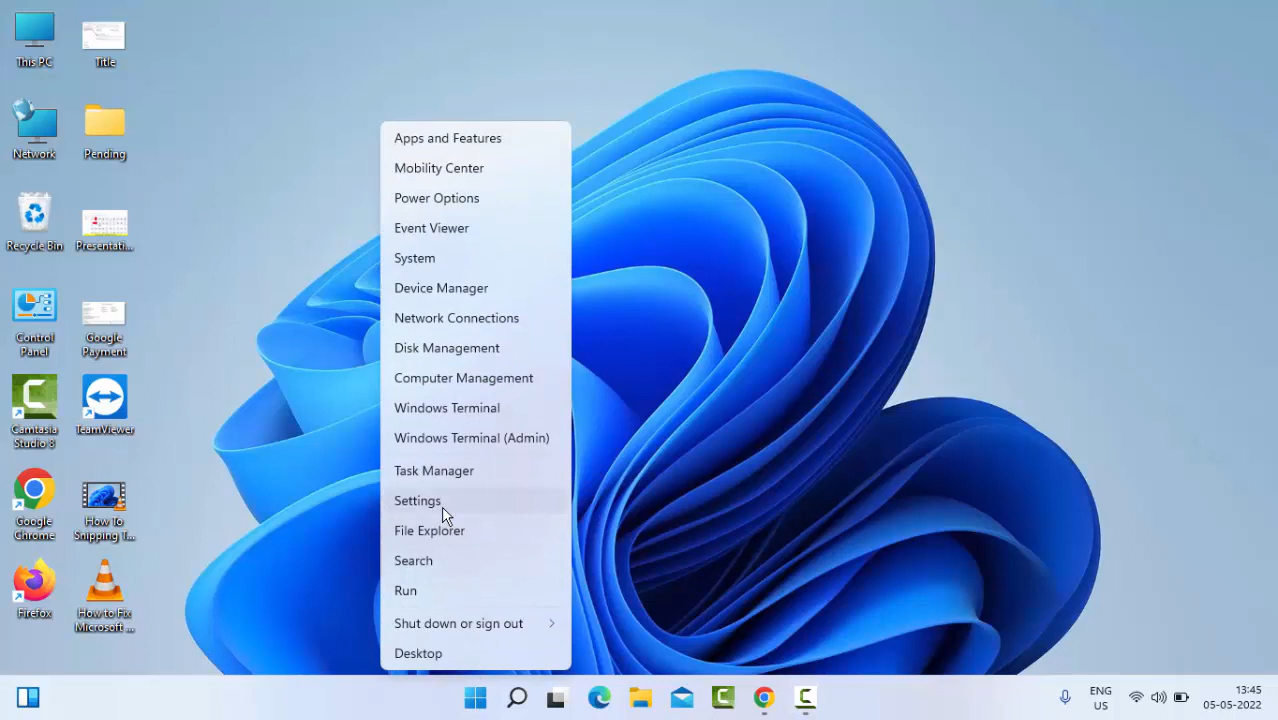 This PC
Title
Network
Pending
Recycle Bin
Presentati...
Control
Panel
Google
Payment
Camtasia
Studio 8
TeamViewer
Google
Chrome
How To
Snipping T...
Firefox
How to Fix
Microsoft ...
Apps and Features
Mobility Center
Power Options
Event Viewer
System
Device Manager
Network Connections
Disk Management
Computer Management
Windows Terminal
Windows Terminal (Admin)
Task Manager
Settings
File Explorer
Search
Run
Shut down or sign out
Desktop
ENG
US
13:45
05-05-2022